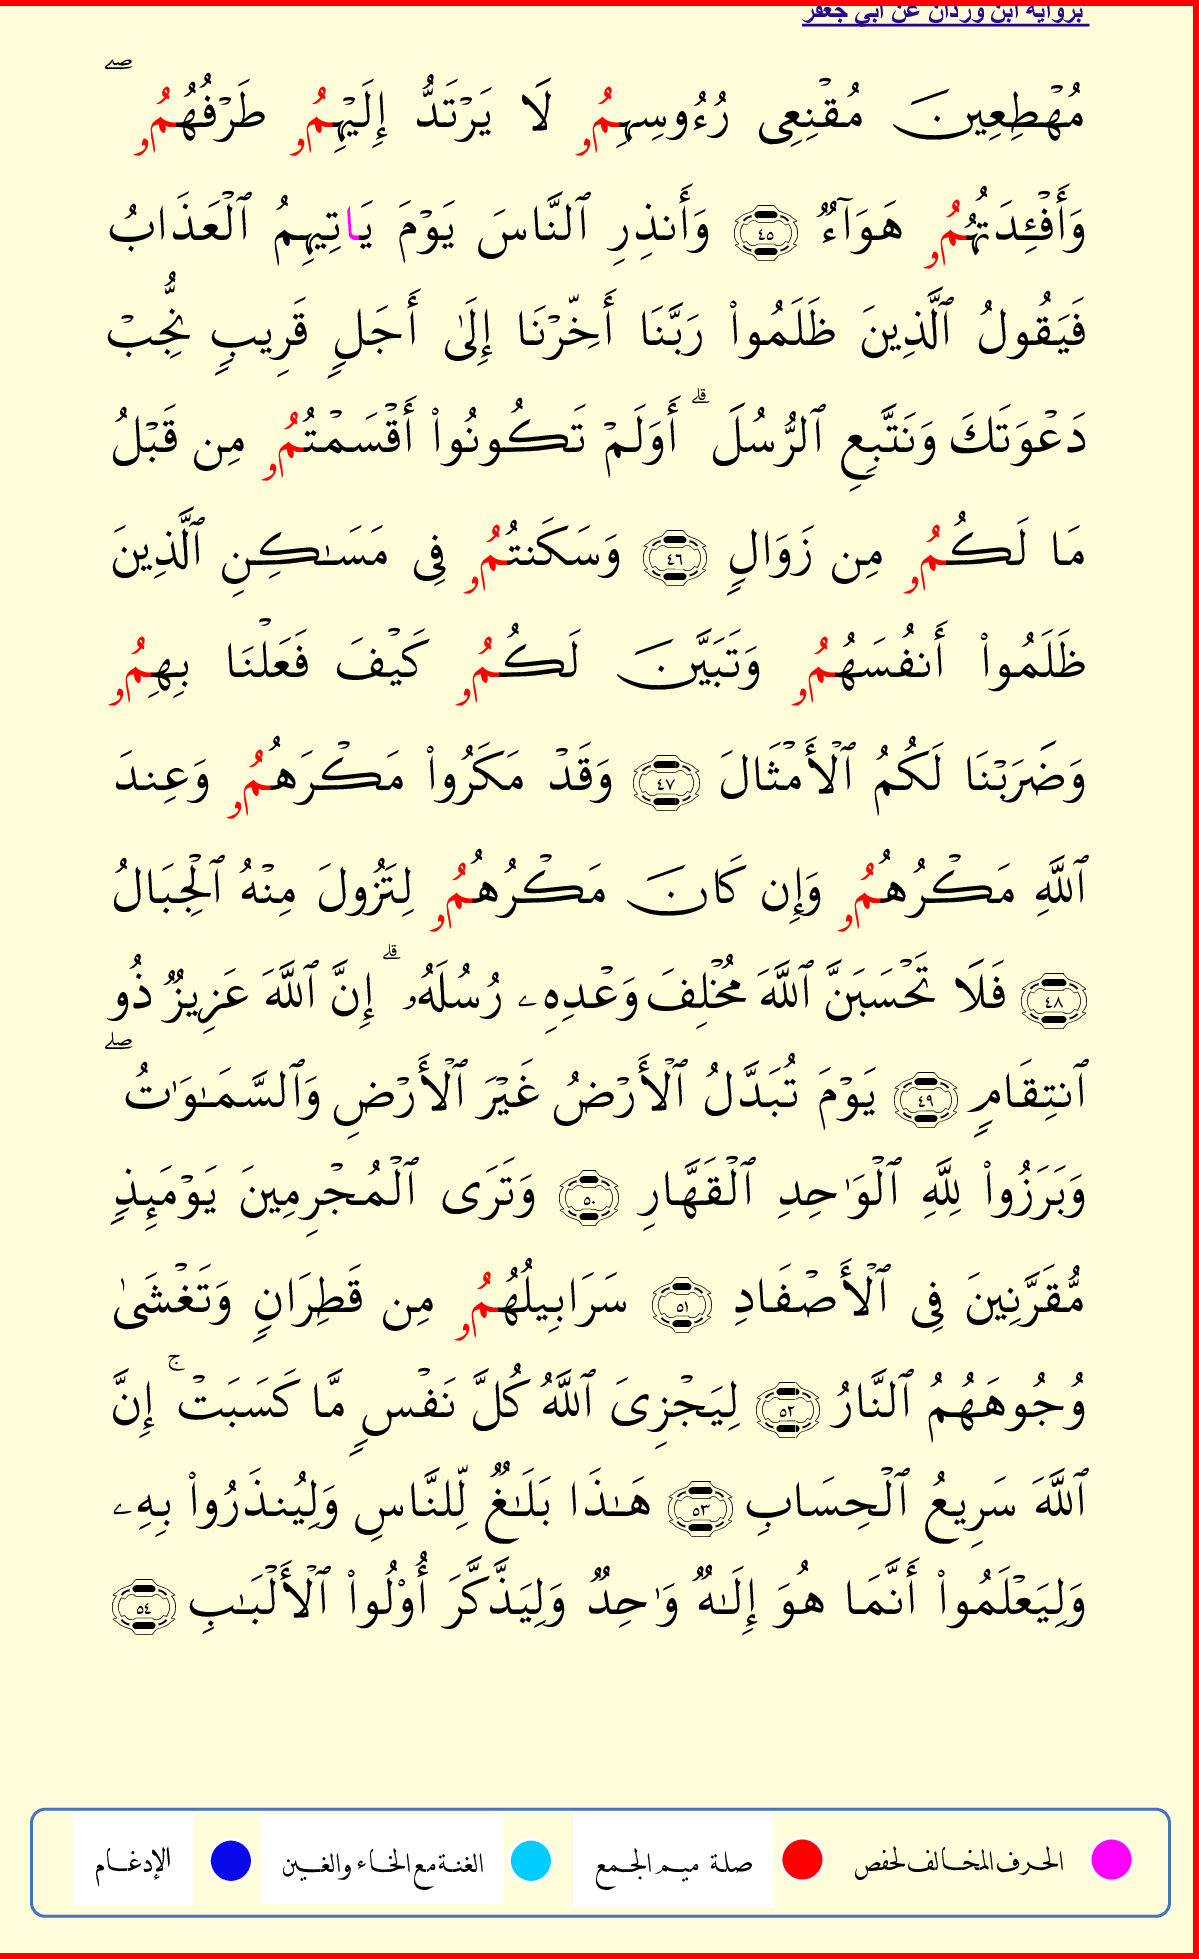 برواية ابن وردان عن أبي جعفر
مُهْطِعِينَ مُقْنِعِى رُءُوسِهِمُۥ لَا يَرْتَدُّ إِلَيْهِمُۥ طَرْفُهُمُۥ ۖ
وَأَفْـِٔدَتُهُمُۥ هَوَآءٌ ٤٥ وَأَنذِرِ ٱلنَّاسَ يَوْمَ يَاتِيهِمُ ٱلْعَذَابُ
فَيَقُولُ ٱلَّذِينَ ظَلَمُوا۟ رَبَّنَا أَخِّرْنَا إِلَىٰ أَجَلٍ قَرِيبٍ نُّجِبْ
دَعْوَتَكَ وَنَتَّبِعِ ٱلرُّسُلَ ۗ أَوَلَمْ تَكُونُوا۟ أَقْسَمْتُمُۥ مِن قَبْلُ
مَا لَكُمُۥ مِن زَوَالٍ ٤٦ وَسَكَنتُمُۥ فِى مَسَـٰكِنِ ٱلَّذِينَ
ظَلَمُوا۟ أَنفُسَهُمُۥ وَتَبَيَّنَ لَكُمُۥ كَيْفَ فَعَلْنَا بِهِمُۥ
وَضَرَبْنَا لَكُمُ ٱلْأَمْثَالَ ٤٧ وَقَدْ مَكَرُوا۟ مَكْرَهُمُۥ وَعِندَ
ٱللَّهِ مَكْرُهُمُۥ وَإِن كَانَ مَكْرُهُمُۥ لِتَزُولَ مِنْهُ ٱلْجِبَالُ
٤٨ فَلَا تَحْسَبَنَّ ٱللَّهَ مُخْلِفَ وَعْدِهِۦ رُسُلَهُۥ ۗ إِنَّ ٱللَّهَ عَزِيزٌ ذُو
ٱنتِقَامٍ ٤٩ يَوْمَ تُبَدَّلُ ٱلْأَرْضُ غَيْرَ ٱلْأَرْضِ وَٱلسَّمَـٰوَٰتُ ۖ
وَبَرَزُوا۟ لِلَّهِ ٱلْوَٰحِدِ ٱلْقَهَّارِ ٥٠ وَتَرَى ٱلْمُجْرِمِينَ يَوْمَئِذٍ
مُّقَرَّنِينَ فِى ٱلْأَصْفَادِ ٥١ سَرَابِيلُهُمُۥ مِن قَطِرَانٍ وَتَغْشَىٰ
وُجُوهَهُمُ ٱلنَّارُ ٥٢ لِيَجْزِىَ ٱللَّهُ كُلَّ نَفْسٍ مَّا كَسَبَتْ ۚ إِنَّ
ٱللَّهَ سَرِيعُ ٱلْحِسَابِ ٥٣ هَـٰذَا بَلَـٰغٌ لِّلنَّاسِ وَلِيُنذَرُوا۟ بِهِۦ
وَلِيَعْلَمُوا۟ أَنَّمَا هُوَ إِلَـٰهٌ وَٰحِدٌ وَلِيَذَّكَّرَ أُو۟لُوا۟ ٱلْأَلْبَـٰبِ ٥٤
الحرف المخالف لحفص صلة ميم الجمع الغنة مع الخاء والغين الإدغام